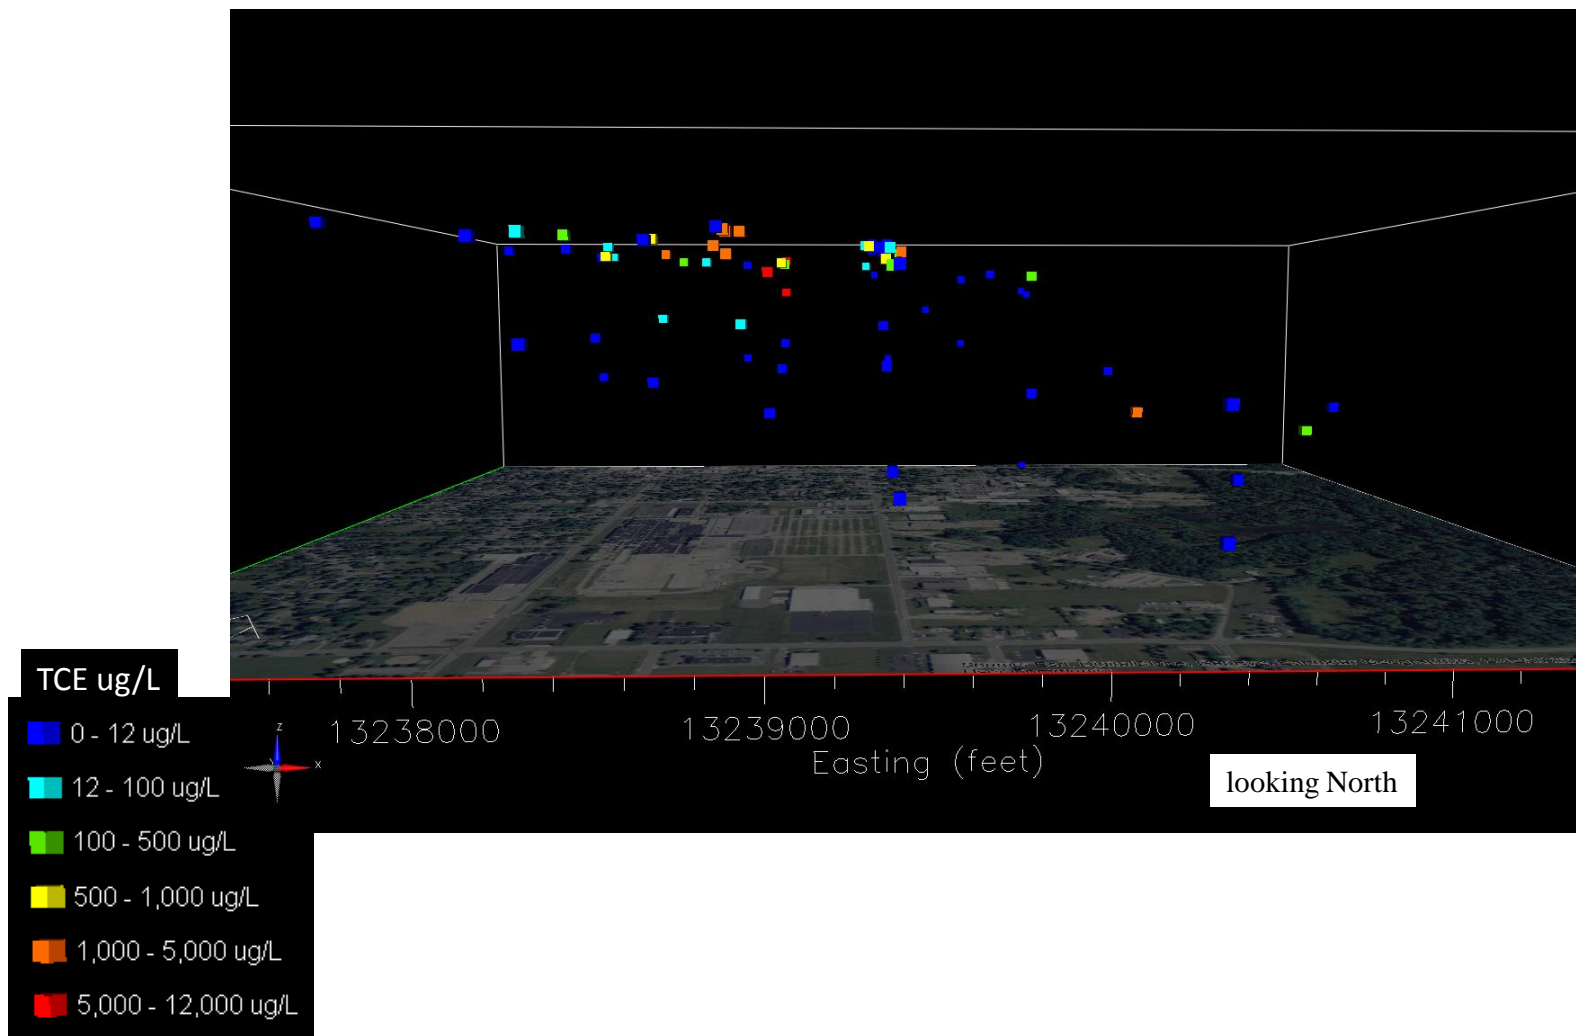 TCE ug/L
0 - 12 ug/L
12 - 100 ug/L
100 - 500 ug/L
500 - 1,000 ug/L
1,000 - 5,000 ug/L
5,000 - 12,000 ug/L
z
x
13238000 13239000 13240000 13241000
Easting (feet)
looking North